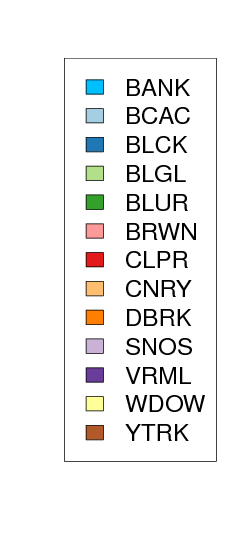 BANK
BCAC
BLCK
BLGL
BLUR
BRWN
CLPR
CNRY
DBRK
SNOS
VRML
WDOW
YTRK